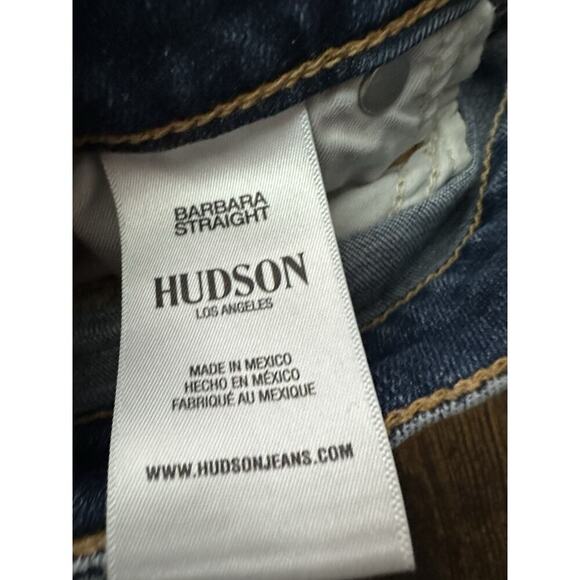 BARBARA
STRAIGHT
HUDSON
LOS ANGELES
MADE IN MEXICO
HECHO EN MÉXICO
FABRIQUÉ AU MEXIQUE
WWW.HUDSONJEANS.COM